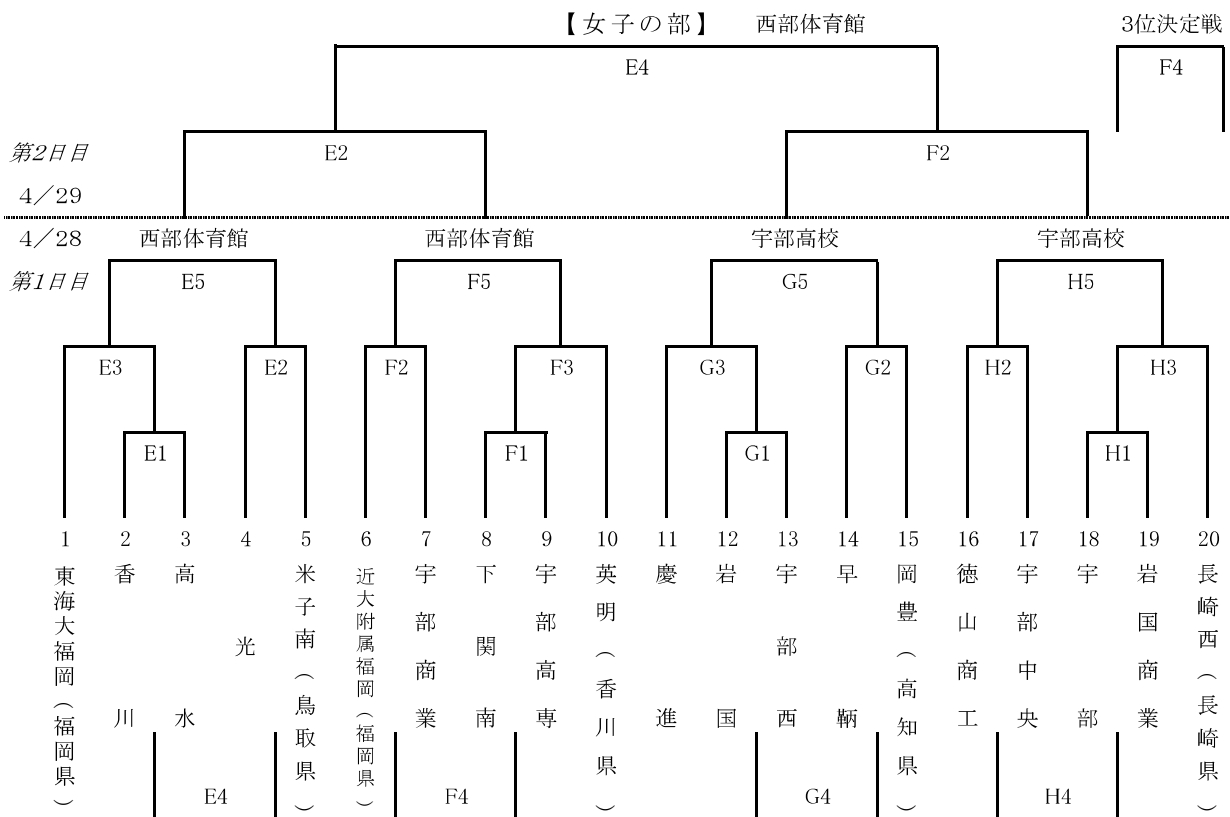 【女子の部】 西部体育館 3位決定戦
E4 F4
第2日目 E2 F2
4/29
4/28 西部体育館 西部体育館 宇部高校 宇部高校
第1日目 E5 F5 G5 H5
E3 E2 F2 F3 G3 G2 H2 H3
E1 F1 G1 H1
1 2 3 4 5 6 7 8 9 10 11 12 13 14 15 16 17 18 19 20
東海大福岡(福岡県)
香川
高水
光
米子南(鳥取県)
近大附属福岡(福岡県)
宇部商業
下関南
宇部高専
英明(香川県)
慶進
岩国
宇部西
早鞆
岡豊(高知県)
徳山商工
宇部中央
宇部
岩国商業
長崎西(長崎県)
E4 F4 G4 H4